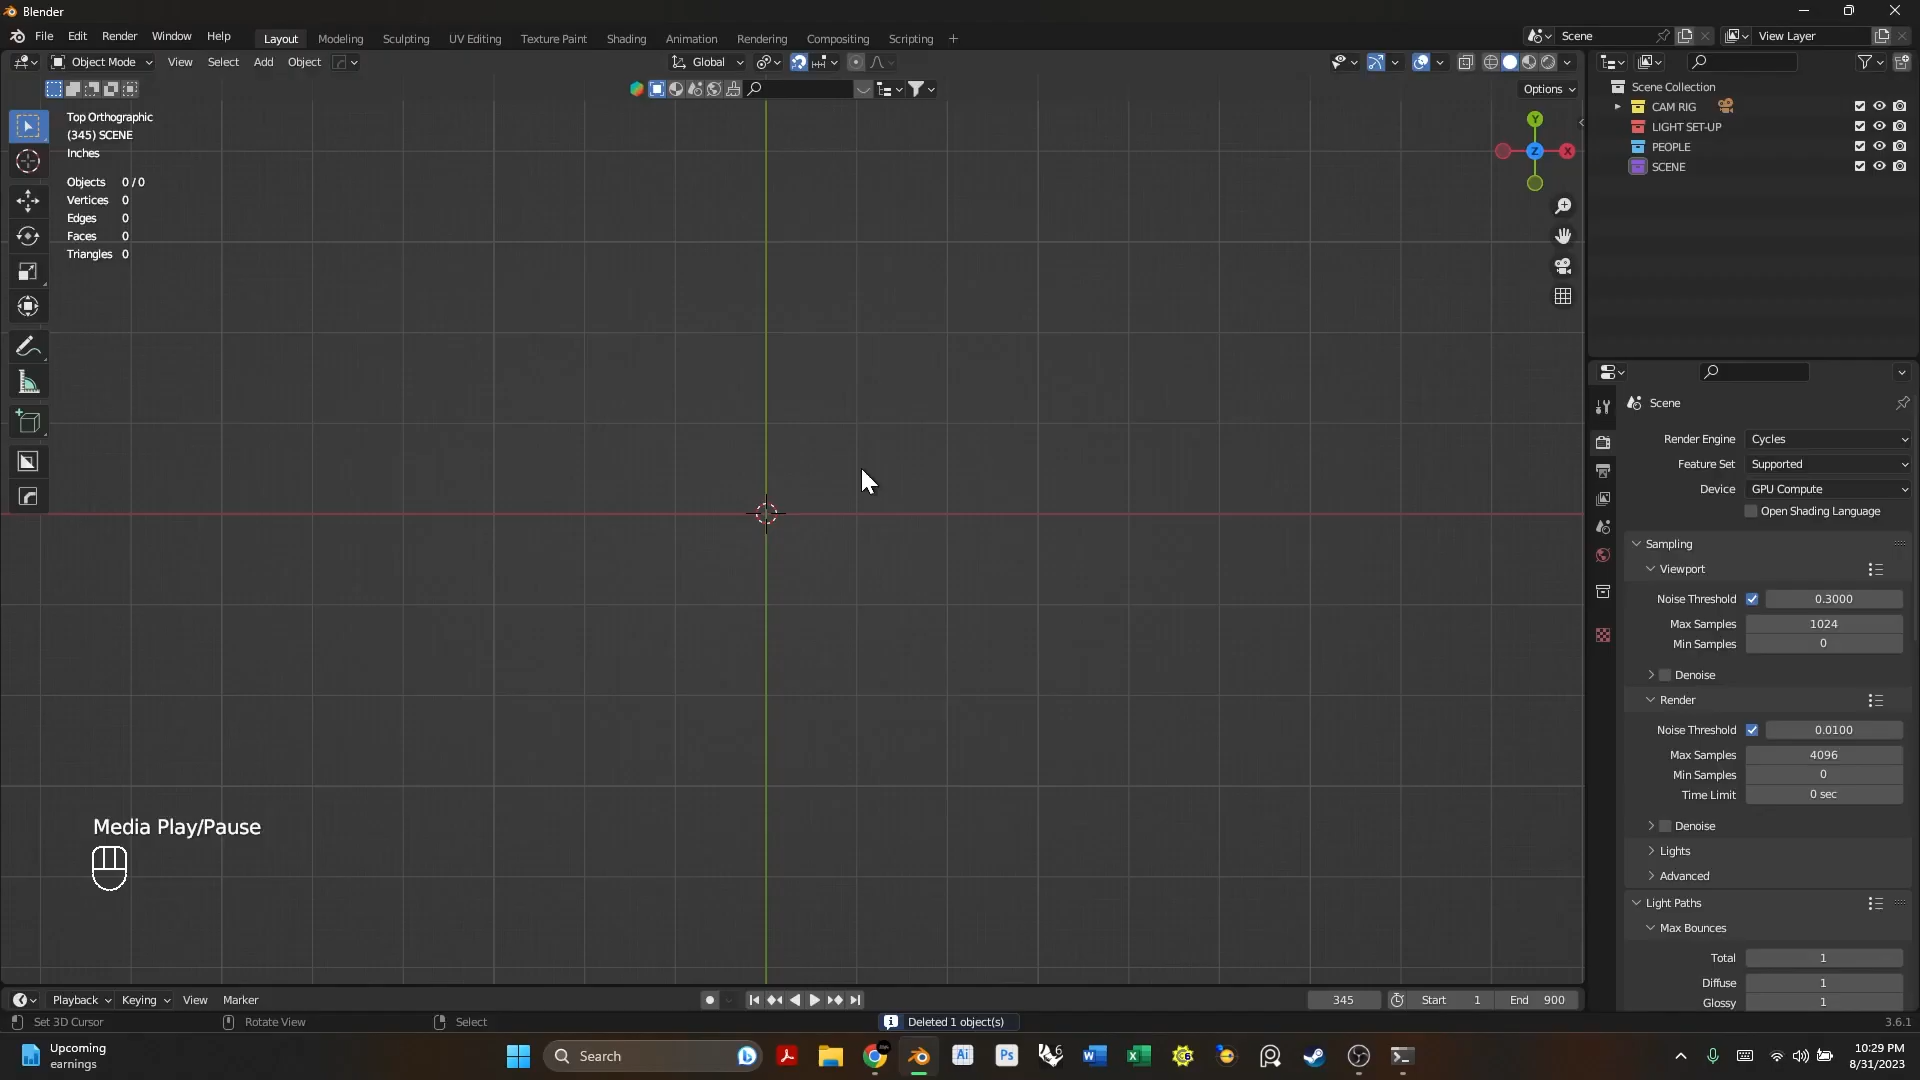 Blender
File Edit Render Window Help
Layout Modeling Sculpting UV Editing Texture Paint Shading Animation Rendering Compositing Scripting +
Scene
View Layer
Object Mode View Select Add Object
Global
Options
Top Orthographic
(345) SCENE
Inches
Objects 0/0
Vertices 0
Edges 0
Faces 0
Triangles 0
Y
Z
X
Media Play/Pause
Scene Collection
CAM RIG
LIGHT SET-UP
PEOPLE
SCENE
Scene
Render Engine Cycles
Feature Set Supported
Device GPU Compute
Open Shading Language
Sampling
Viewport
Noise Threshold 0.3000
Max Samples 1024
Min Samples 0
Denoise
Render
Noise Threshold 0.0100
Max Samples 4096
Min Samples 0
Time Limit 0 sec
Denoise
Lights
Advanced
Light Paths
Max Bounces
Total 1
Diffuse 1
Glossy 1
Playback Keying View Marker
345 Start 1 End 900
Set 3D Cursor Rotate View Select
Deleted 1 object(s)
3.6.1
Upcoming
earnings
Search
Ai
Ps
6
10:29 PM
8/31/2023